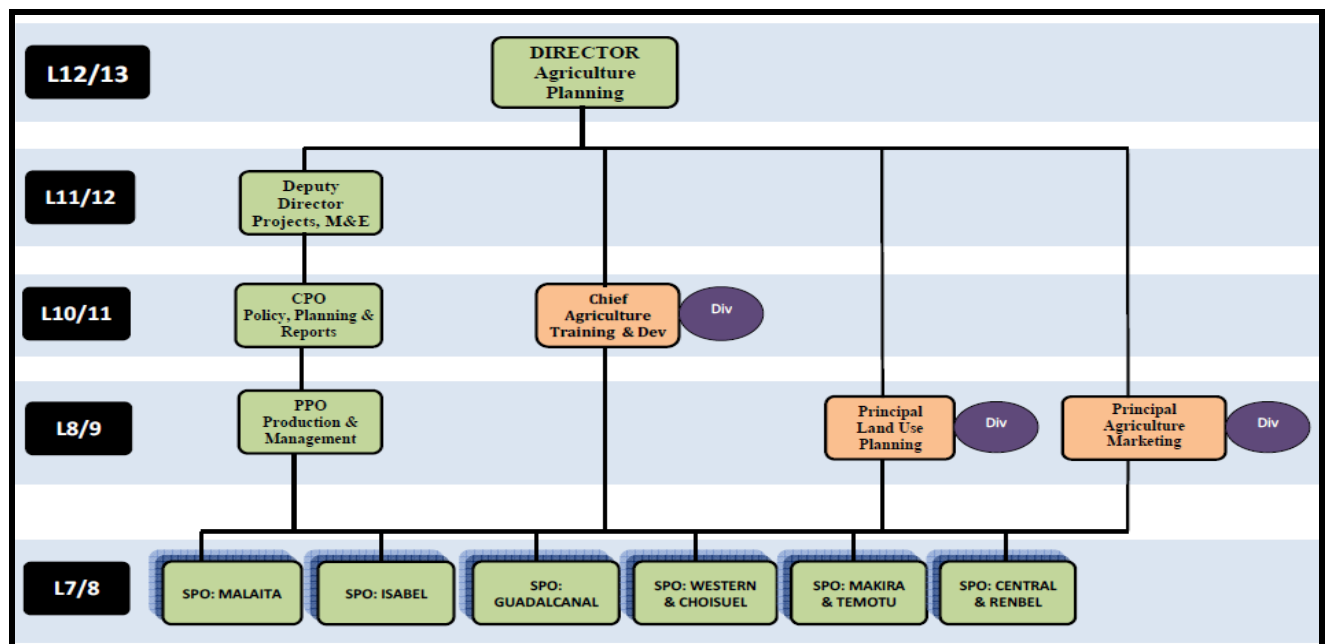 L12/13
DIRECTOR
Agriculture
Planning
L11/12
Deputy
Director
Projects, M&E
L10/11
CPO
Policy, Planning &
Reports
Chief
Agriculture
Training & Dev
Div
L8/9
PPO
Production &
Management
Principal
Land Use
Planning
Div
Principal
Agriculture
Marketing
Div
L7/8
SPO: MALAITA
SPO: ISABEL
SPO:
GUADALCANAL
SPO: WESTERN
& CHOISUEL
SPO: MAKIRA
& TEMOTU
SPO: CENTRAL
& RENBEL